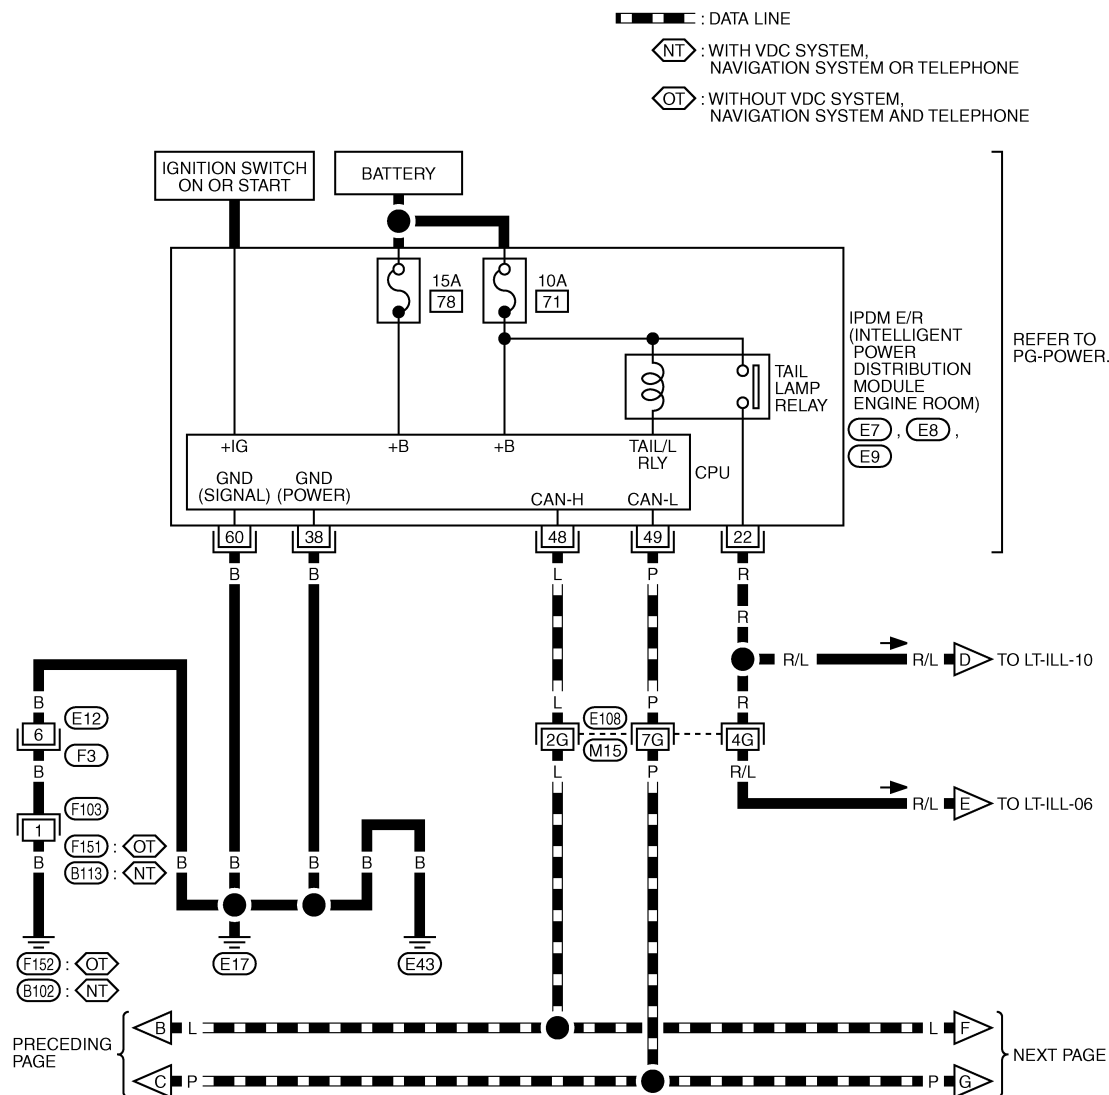 : DATA LINE
NT : WITH VDC SYSTEM,
NAVIGATION SYSTEM OR TELEPHONE
OT : WITHOUT VDC SYSTEM,
NAVIGATION SYSTEM AND TELEPHONE
IGNITION SWITCH
ON OR START
BATTERY
15A
78
10A
71
IPDM E/R
(INTELLIGENT
POWER
DISTRIBUTION
MODULE
ENGINE ROOM)
E7 , E8 ,
E9
REFER TO
PG-POWER.
TAIL
LAMP
RELAY
+IG
+B
+B
TAIL/L
RLY
CPU
GND
(SIGNAL)
GND
(POWER)
CAN-H
CAN-L
60
38
48
49
22
B
B
L
P
R
R
R/L
R/L
D
TO LT-ILL-10
B
L
P
R
6
E12
F3
E108
M15
2G
7G
4G
B
L
P
R/L
R/L
E
TO LT-ILL-06
F103
1
F151 : OT
B113 : NT
B
B
B
B
B
B
F152 : OT
B102 : NT
E17
E43
PRECEDING
PAGE
B
L
L
F
C
P
P
G
NEXT PAGE